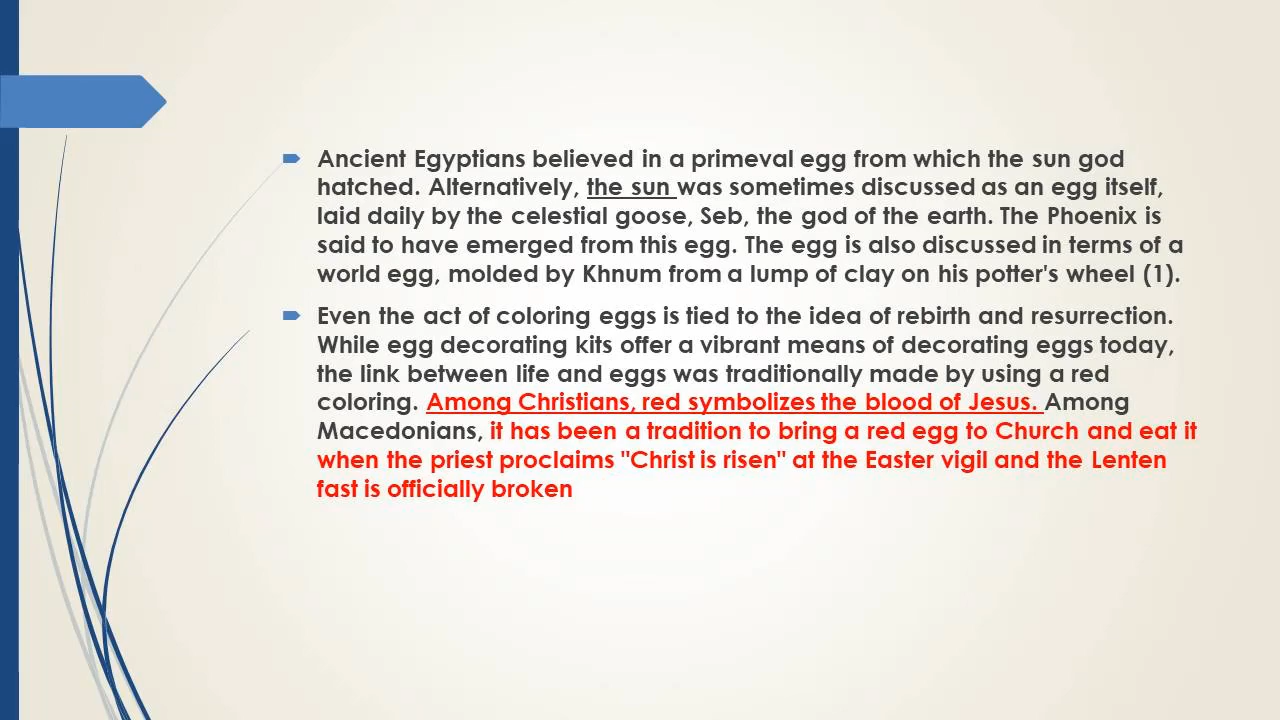 Ancient Egyptians believed in a primeval egg from which the sun god
hatched. Alternatively, the sun was sometimes discussed as an egg itself,
laid daily by the celestial goose, Seb, the god of the earth. The Phoenix is
said to have emerged from this egg. The egg is also discussed in terms of a
world egg, molded by Khnum from a lump of clay on his potter's wheel (1).
Even the act of coloring eggs is tied to the idea of rebirth and resurrection.
While egg decorating kits offer a vibrant means of decorating eggs today,
the link between life and eggs was traditionally made by using a red
coloring. Among Christians, red symbolizes the blood of Jesus. Among
Macedonians, it has been a tradition to bring a red egg to Church and eat it
when the priest proclaims "Christ is risen" at the Easter vigil and the Lenten
fast is officially broken